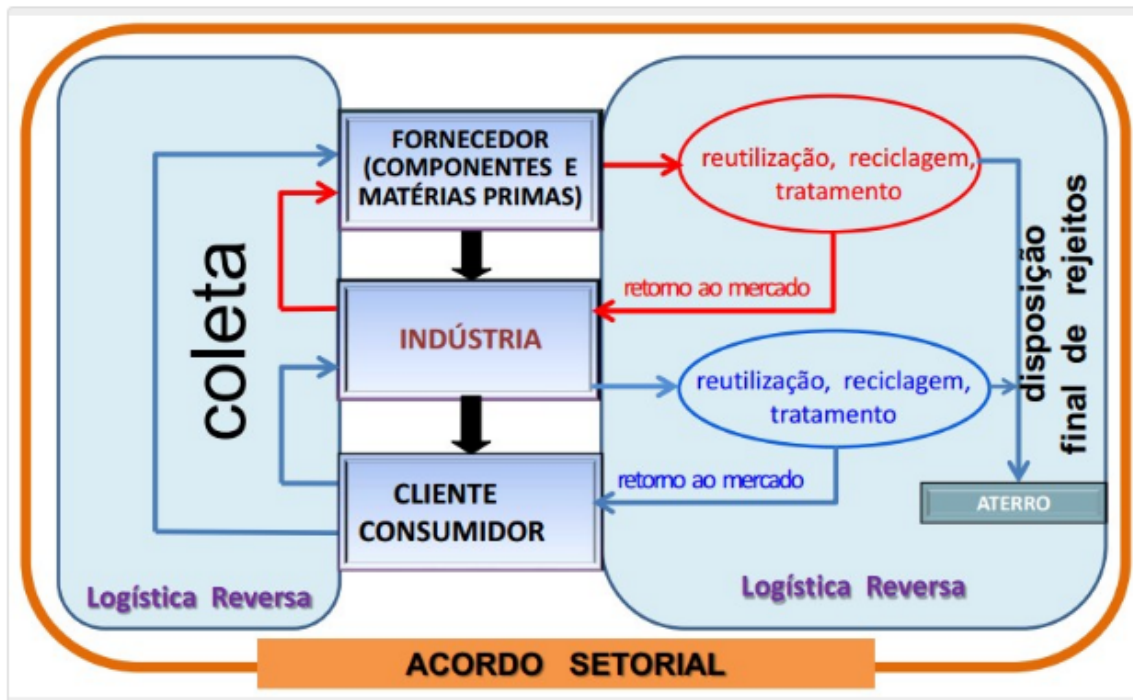 coleta
Logística Reversa
FORNECEDOR
(COMPONENTES E
MATÉRIAS PRIMAS)
INDÚSTRIA
CLIENTE
CONSUMIDOR
reutilização, reciclagem,
tratamento
retorno ao mercado
reutilização, reciclagem,
tratamento
retorno ao mercado
disposição
final de rejeitos
ATERRO
Logística Reversa
ACORDO SETORIAL